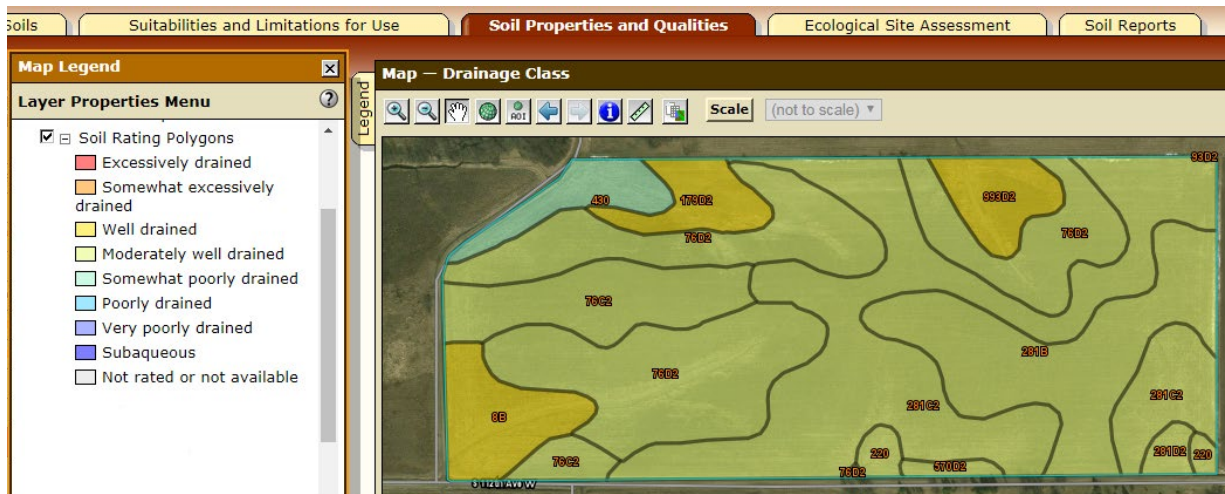 Soils
Suitabilities and Limitations for Use
Soil Properties and Qualities
Ecological Site Assessment
Soil Reports
Map Legend
Layer Properties Menu
Soil Rating Polygons
Excessively drained
Somewhat excessively
drained
Well drained
Moderately well drained
Somewhat poorly drained
Poorly drained
Very poorly drained
Subaqueous
Not rated or not available
Legend
Map — Drainage Class
AOI
Scale
(not to scale)
93D2
430
179D2
993D2
76D2
76D2
76C2
281B
76D2
281C2
281C2
8B
76C2
220
570D2
76D2
281D2
220